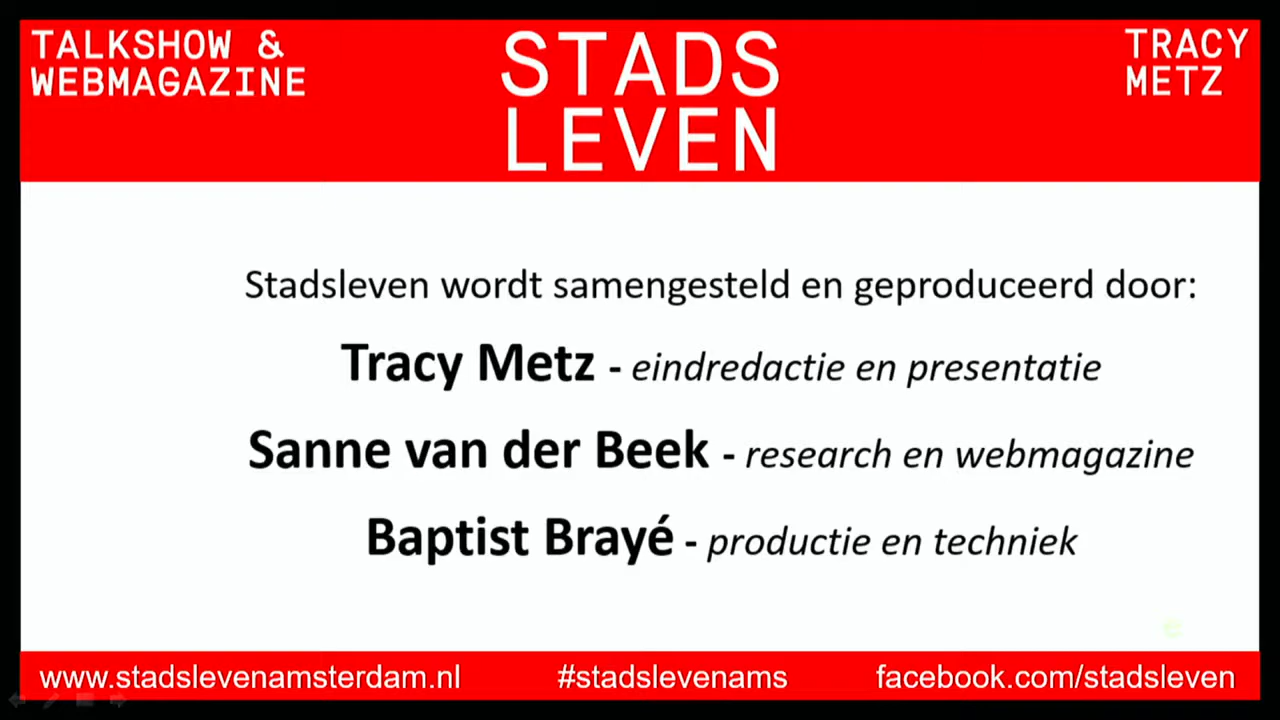 TALKSHOW &
WEBMAGAZINE
STADS
LEVEN
TRACY
METZ
Stadsleven wordt samengesteld en geproduceerd door:
Tracy Metz - eindredactie en presentatie
Sanne van der Beek - research en webmagazine
Baptist Brayé - productie en techniek
www.stadslevenamsterdam.nl
#stadslevenams
facebook.com/stadsleven